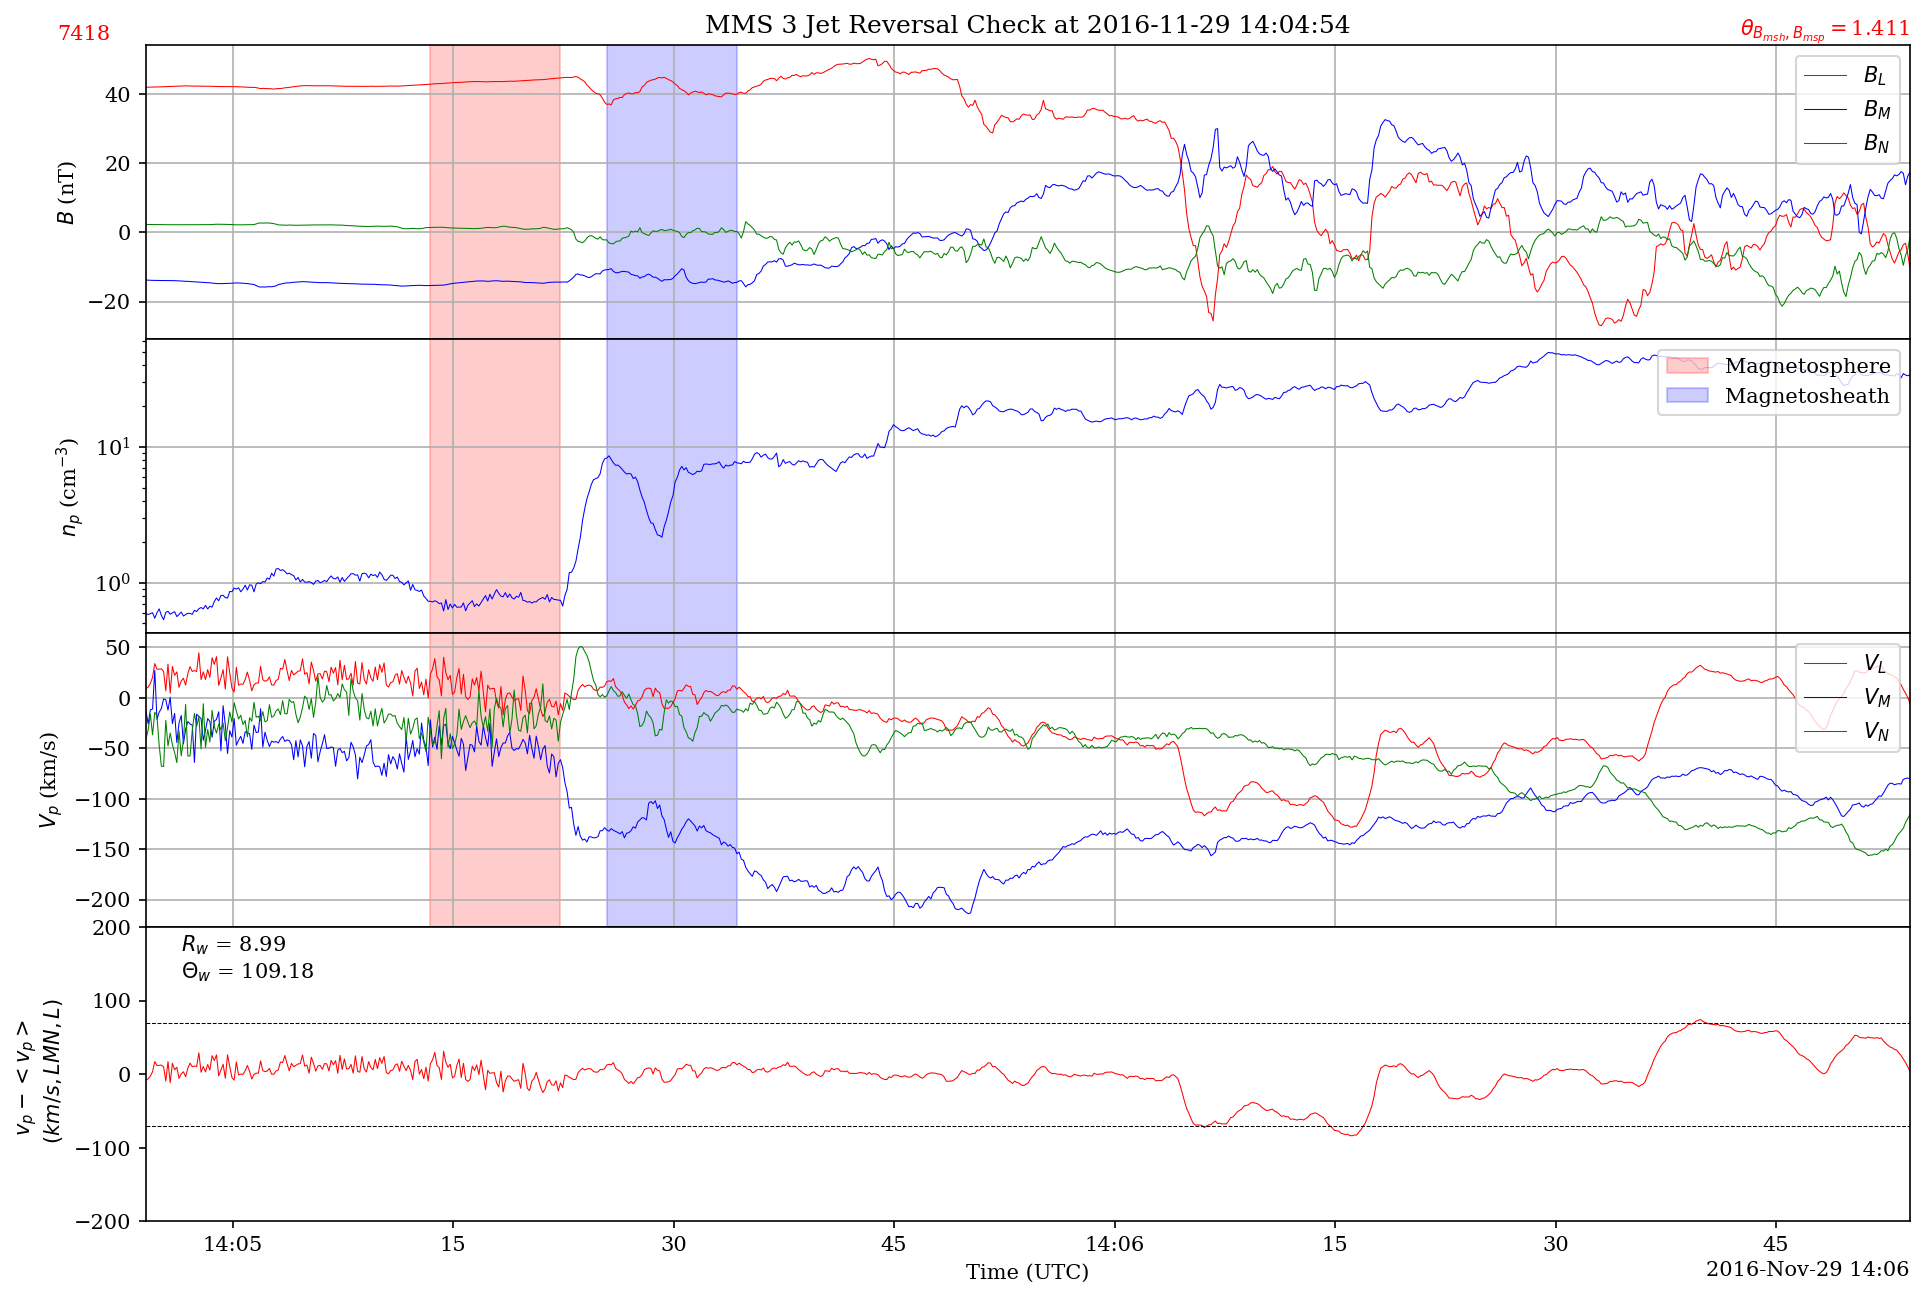 7418
MMS 3 Jet Reversal Check at 2016-11-29 14:04:54
θ_{B_{msh}, B_{msp}} = 1.411
B (nT)
40
20
0
−20
B_L
B_M
B_N
n_p (cm^{−3})
10^1
10^0
Magnetosphere
Magnetosheath
V_p (km/s)
50
0
−50
−100
−150
−200
V_L
V_M
V_N
v_p − < v_p >
(km/s, LMN, L)
200
100
0
−100
−200
R_w = 8.99
Θ_w = 109.18
14:05 15 30 45 14:06 15 30 45
Time (UTC)
2016-Nov-29 14:06